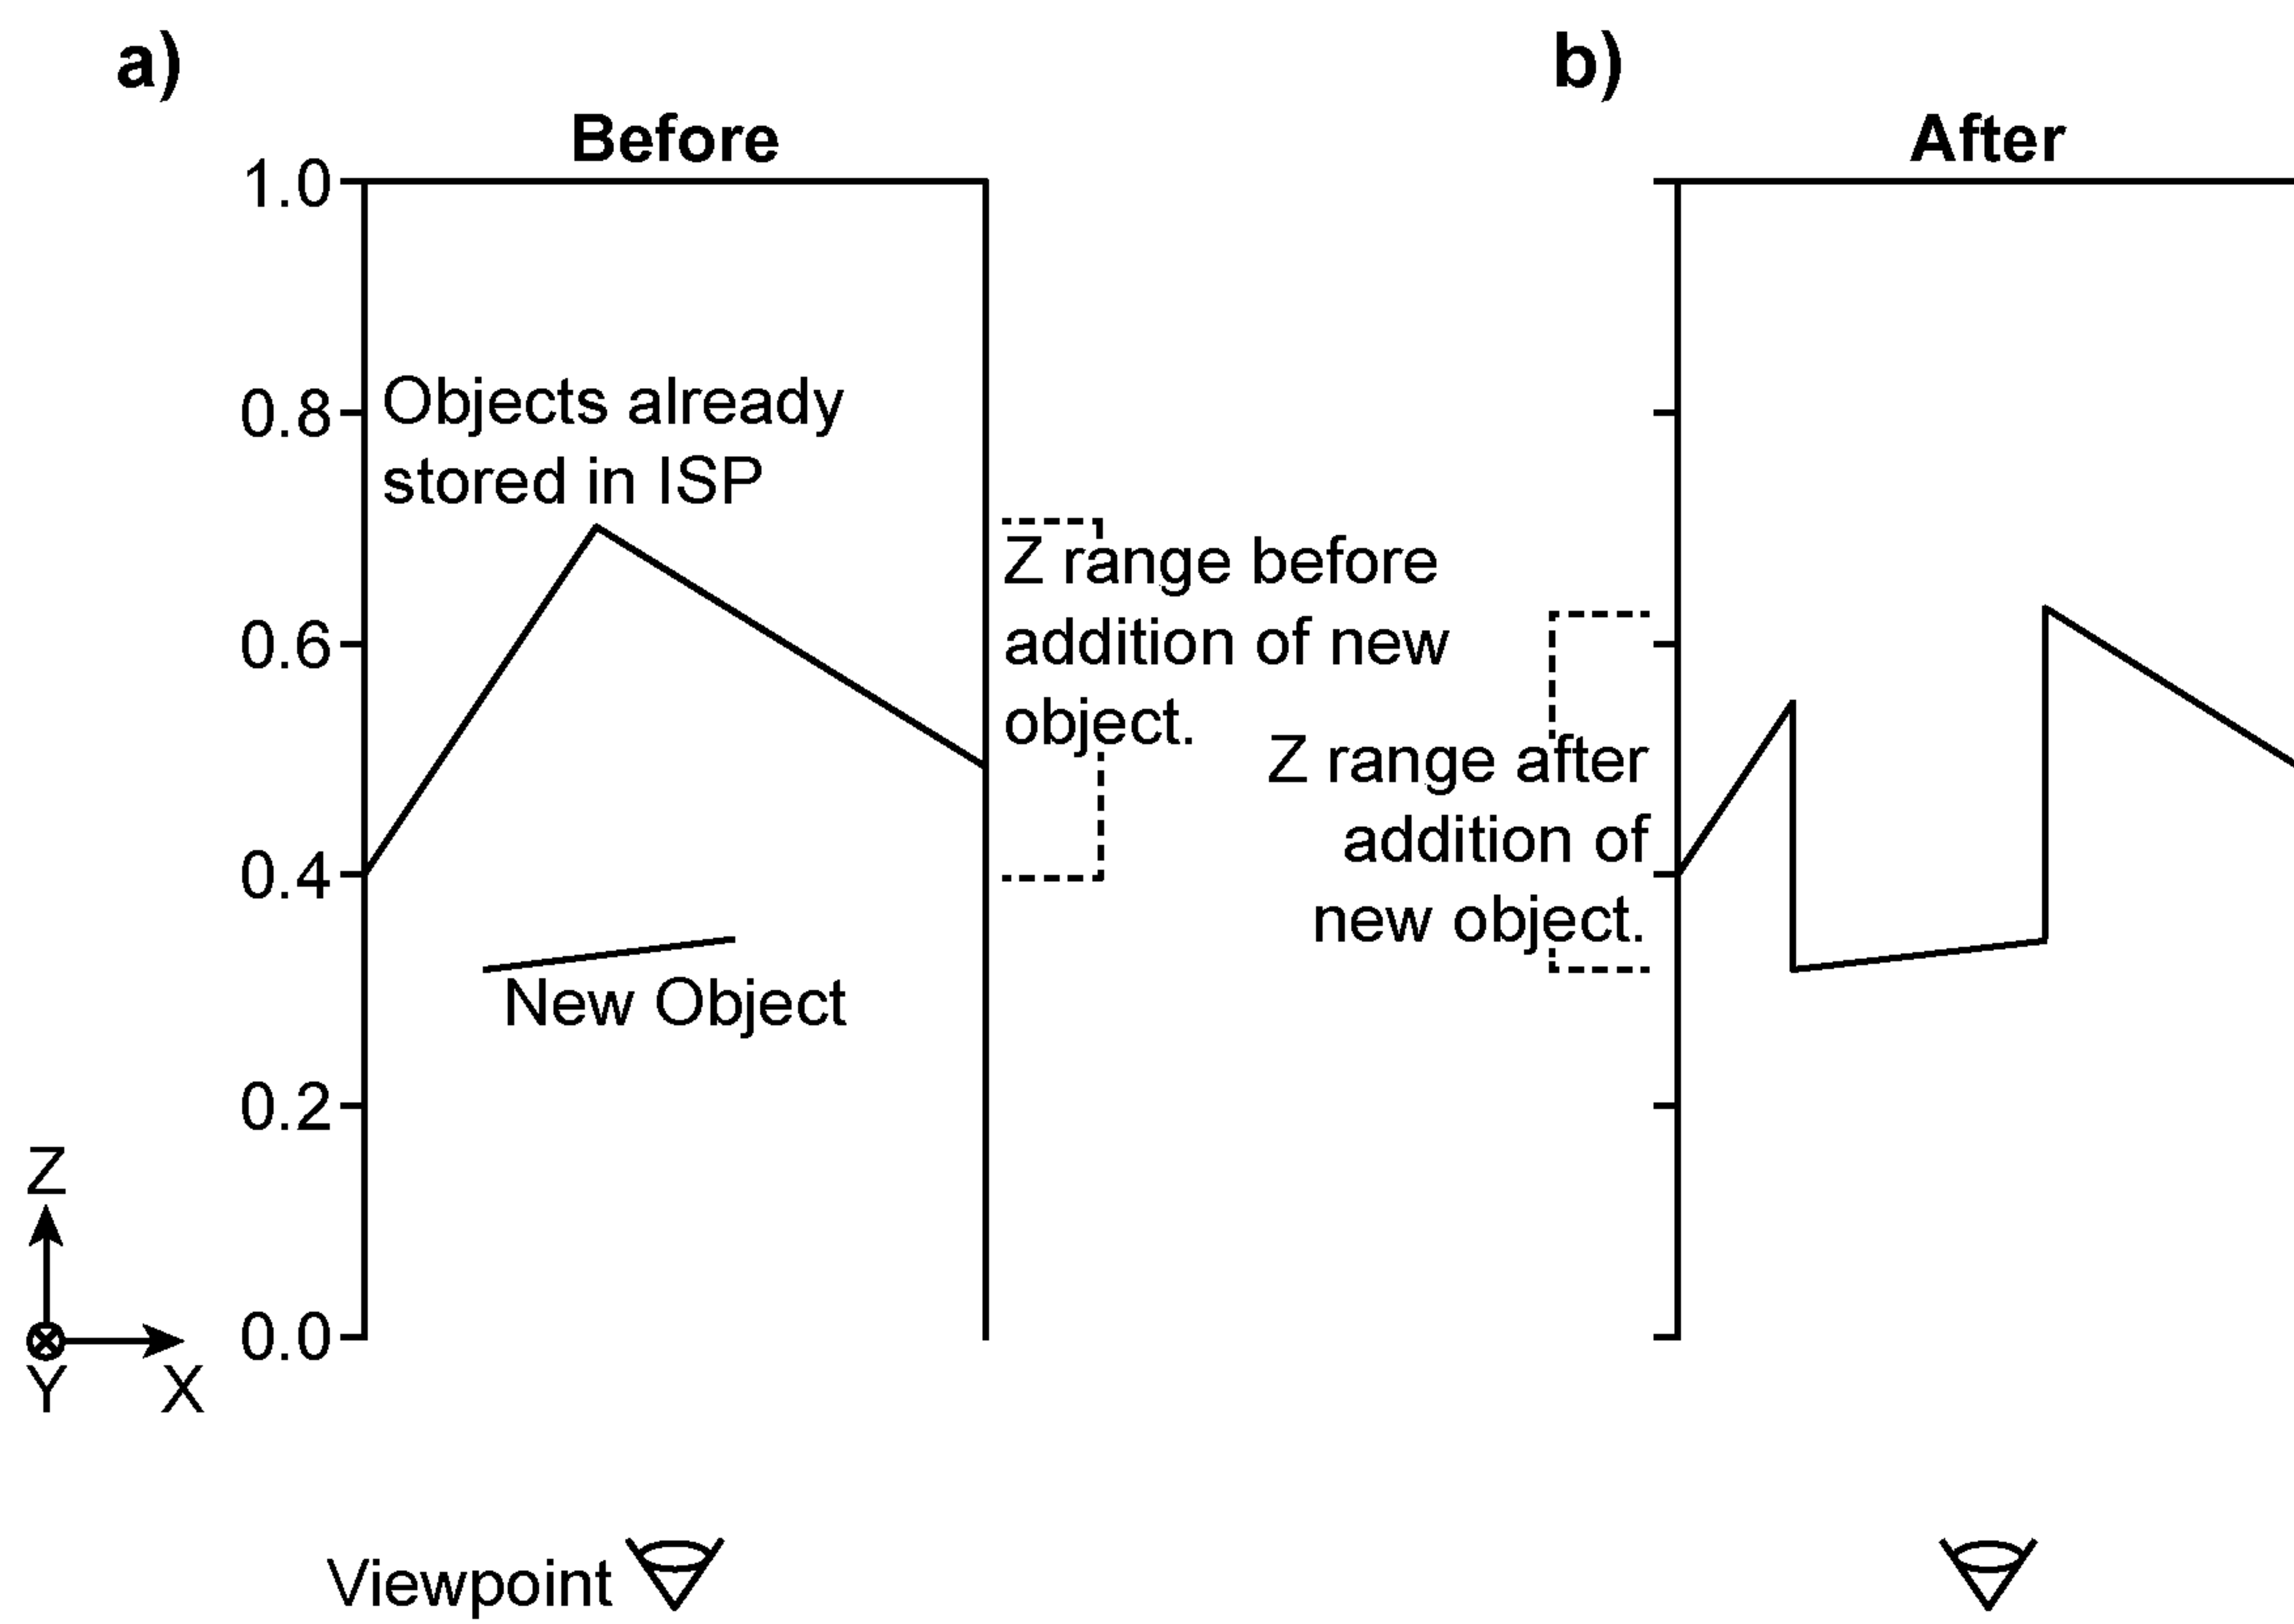 a)
Before
1.0
0.8
Objects already
stored in ISP
0.6
0.4
New Object
0.2
0.0
Z
Y
X
Viewpoint
Z range before
addition of new
object.
b)
After
Z range after
addition of
new object.